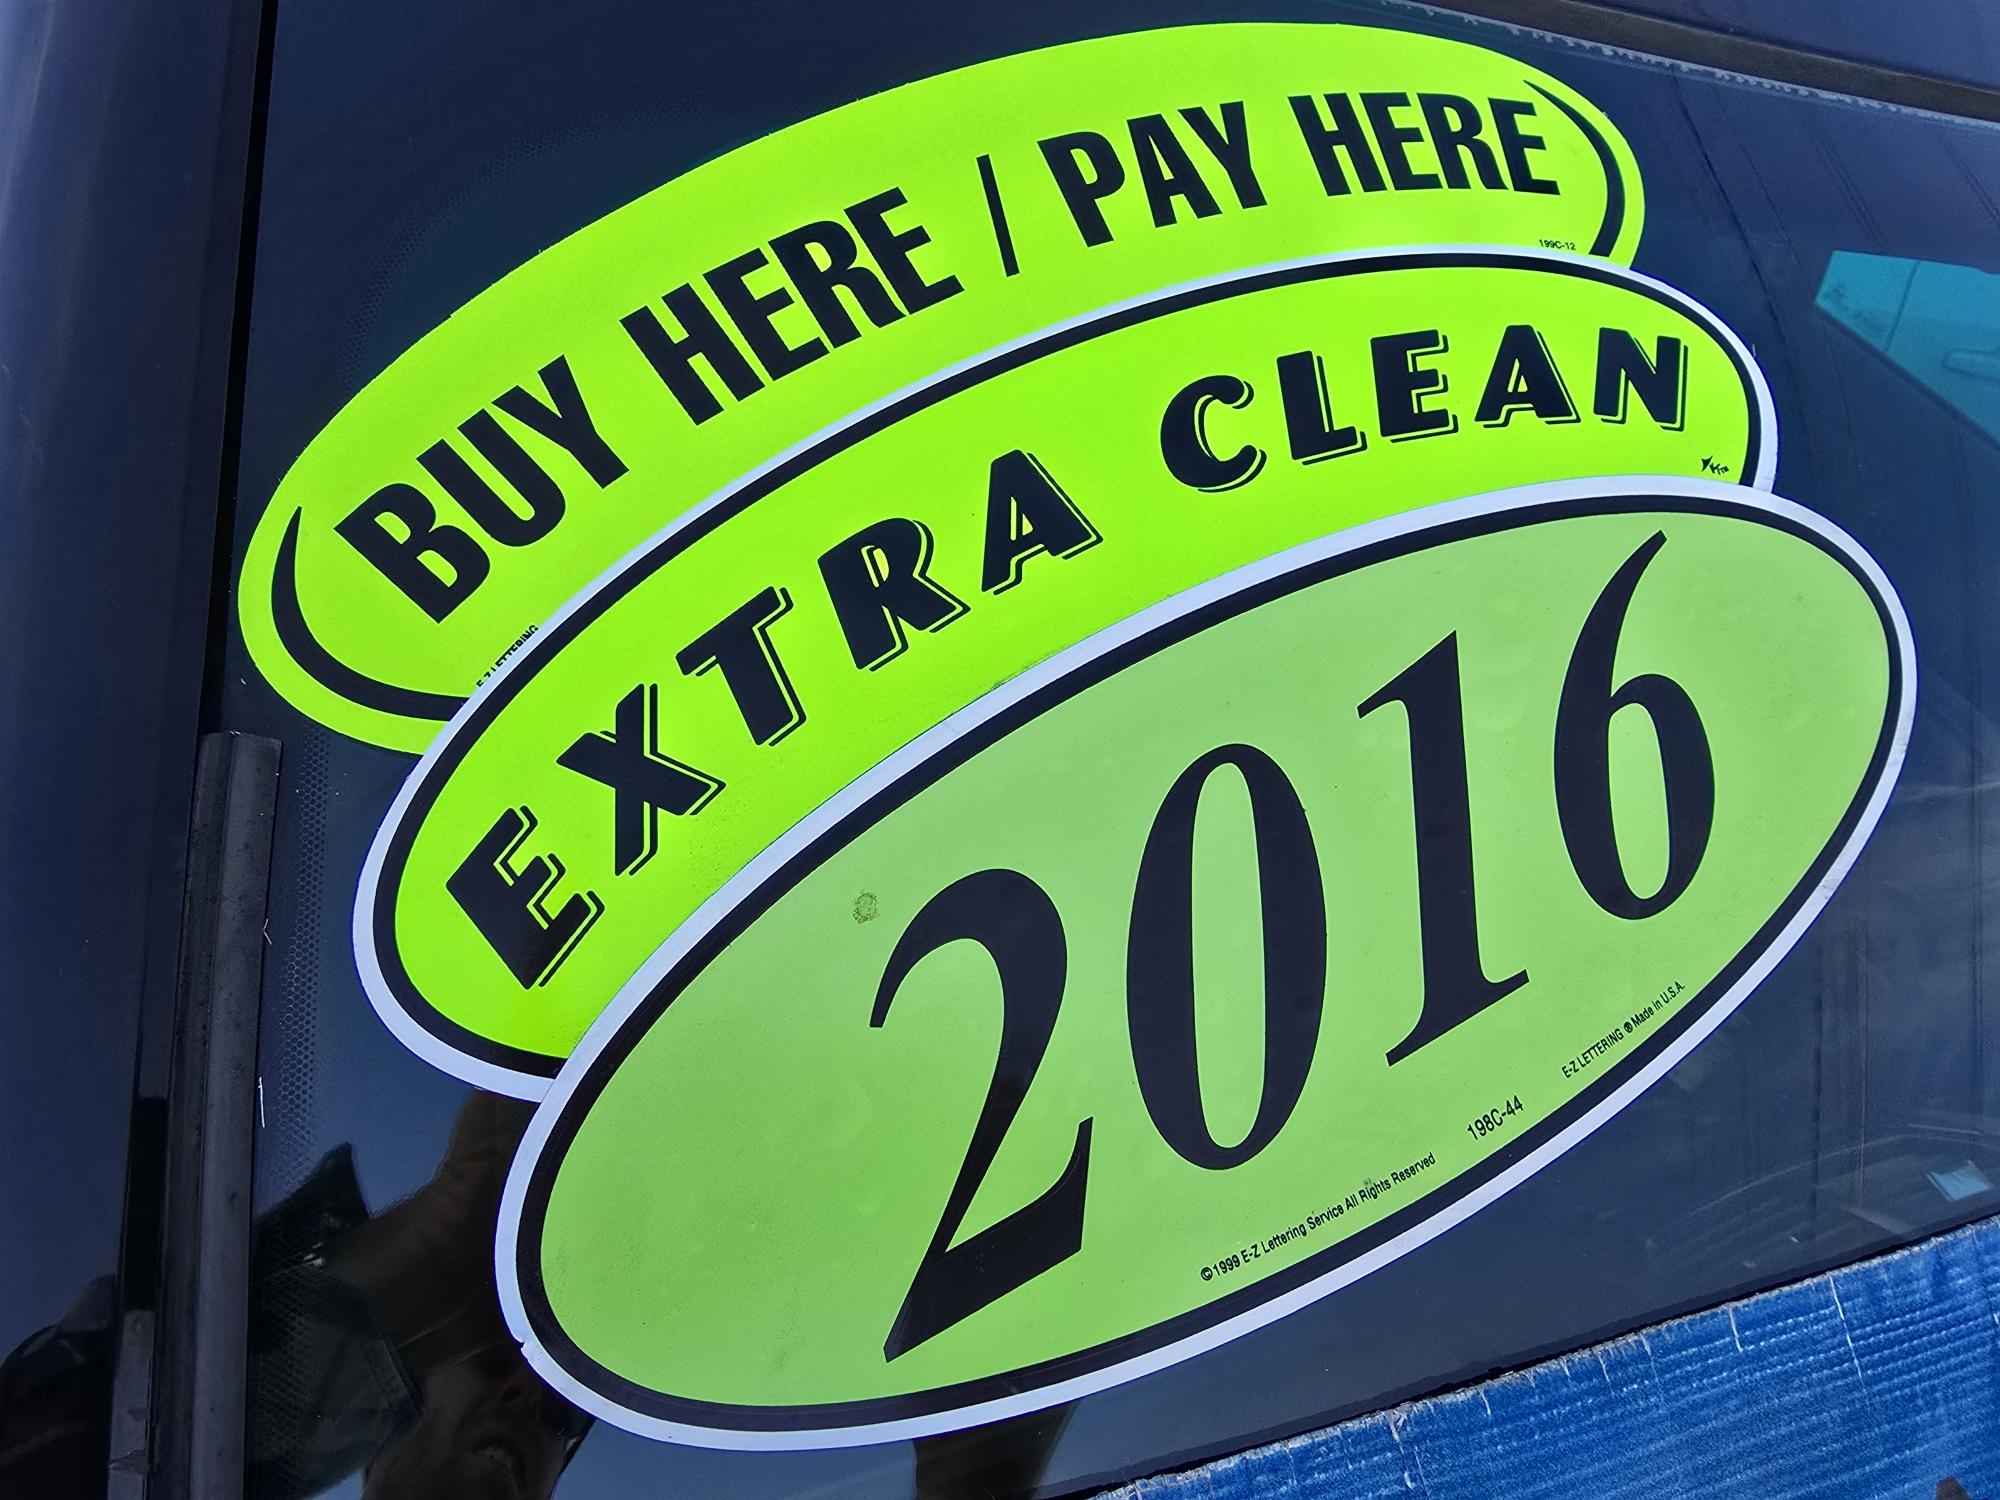 BUY HERE / PAY HERE
199C-12
E-Z LETTERING
EXTRA CLEAN
2016
©1999 E-Z Lettering Service All Rights Reserved
198C-44
E-Z LETTERING ® Made in U.S.A.